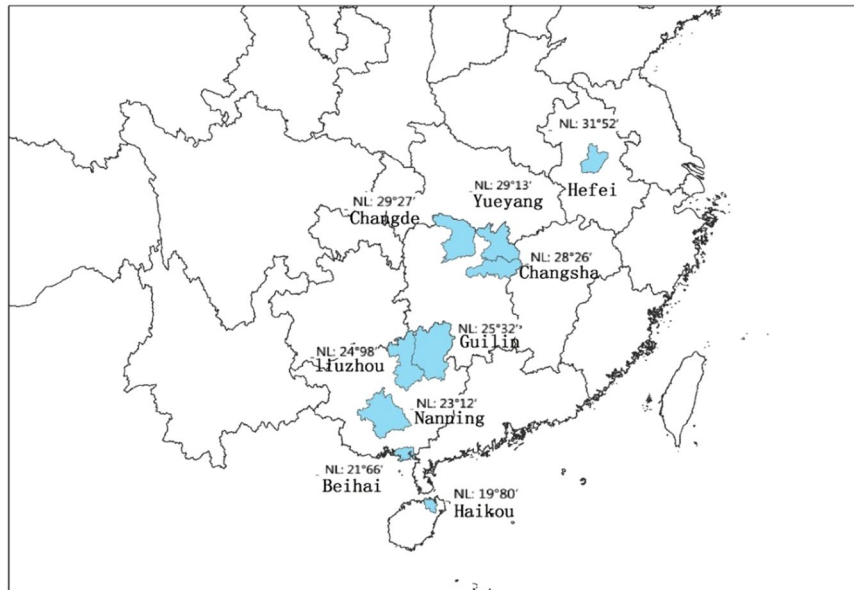 NL: 31°52′
Hefei
NL: 29°13′
Yueyang
NL: 29°27′
Changde
NL: 28°26′
Changsha
NL: 25°32′
Guilin
NL: 24°98′
liuzhou
NL: 23°12′
Nanning
NL: 21°66′
Beihai
NL: 19°80′
Haikou